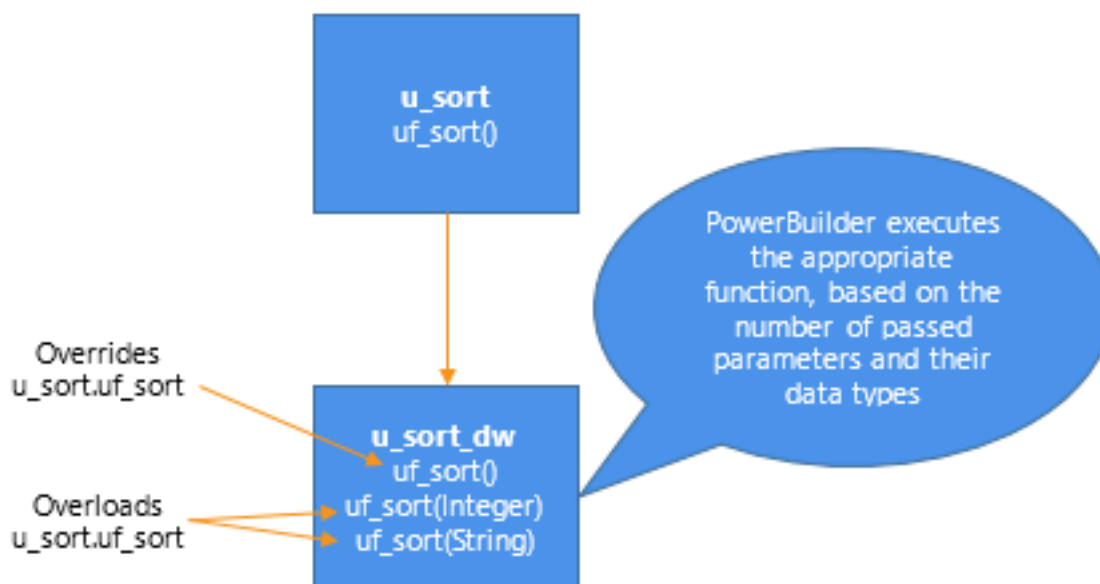 u_sort
uf_sort()
PowerBuilder executes
the appropriate
function, based on the
number of passed
parameters and their
data types
Overrides
u_sort.uf_sort
u_sort_dw
uf_sort()
uf_sort(Integer)
uf_sort(String)
Overloads
u_sort.uf_sort